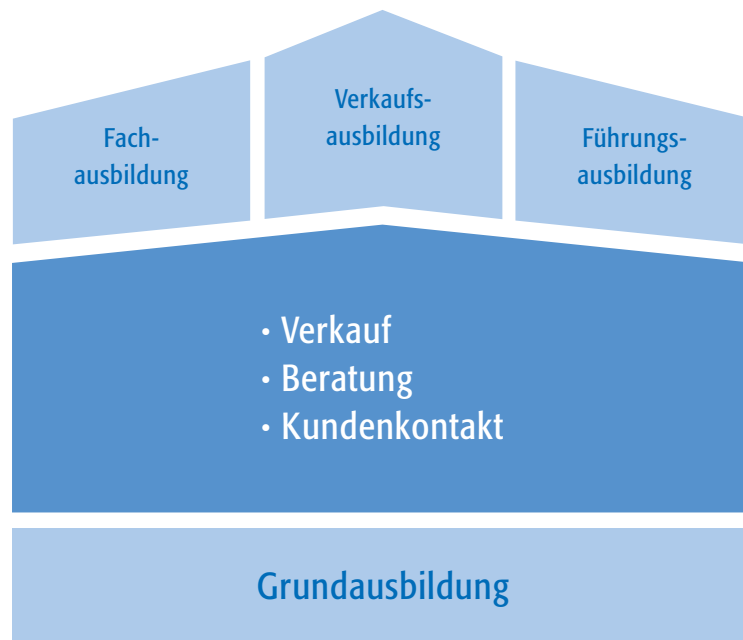 Fach-
ausbildung
Verkaufs-
ausbildung
Führungs-
ausbildung
• Verkauf
• Beratung
• Kundenkontakt
Grundausbildung